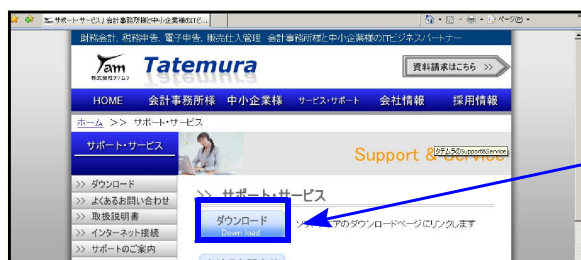 サポート・サービス｜会計事務所様と中小企業様のITビ...
ページ(P)
財務会計、税務申告、電子申告、販売仕入管理 会計事務所様と中小企業様のITビジネスパートナー
Tam
株式会社タテムラ
Tatemura
資料請求はこちら >>
HOME 会計事務所様 中小企業様 サービス・サポート 会社情報 採用情報
ホーム >> サポート・サービス
サポート・サービス
Support & Service
タテムラのSupport&Service
>> ダウンロード
>> よくあるお問い合わせ
>> 取扱説明書
>> インターネット接続
>> サポートのご案内
>> サポート・サービス
ダウンロード
Down load
ソフトウェアのダウンロードページにリンクします